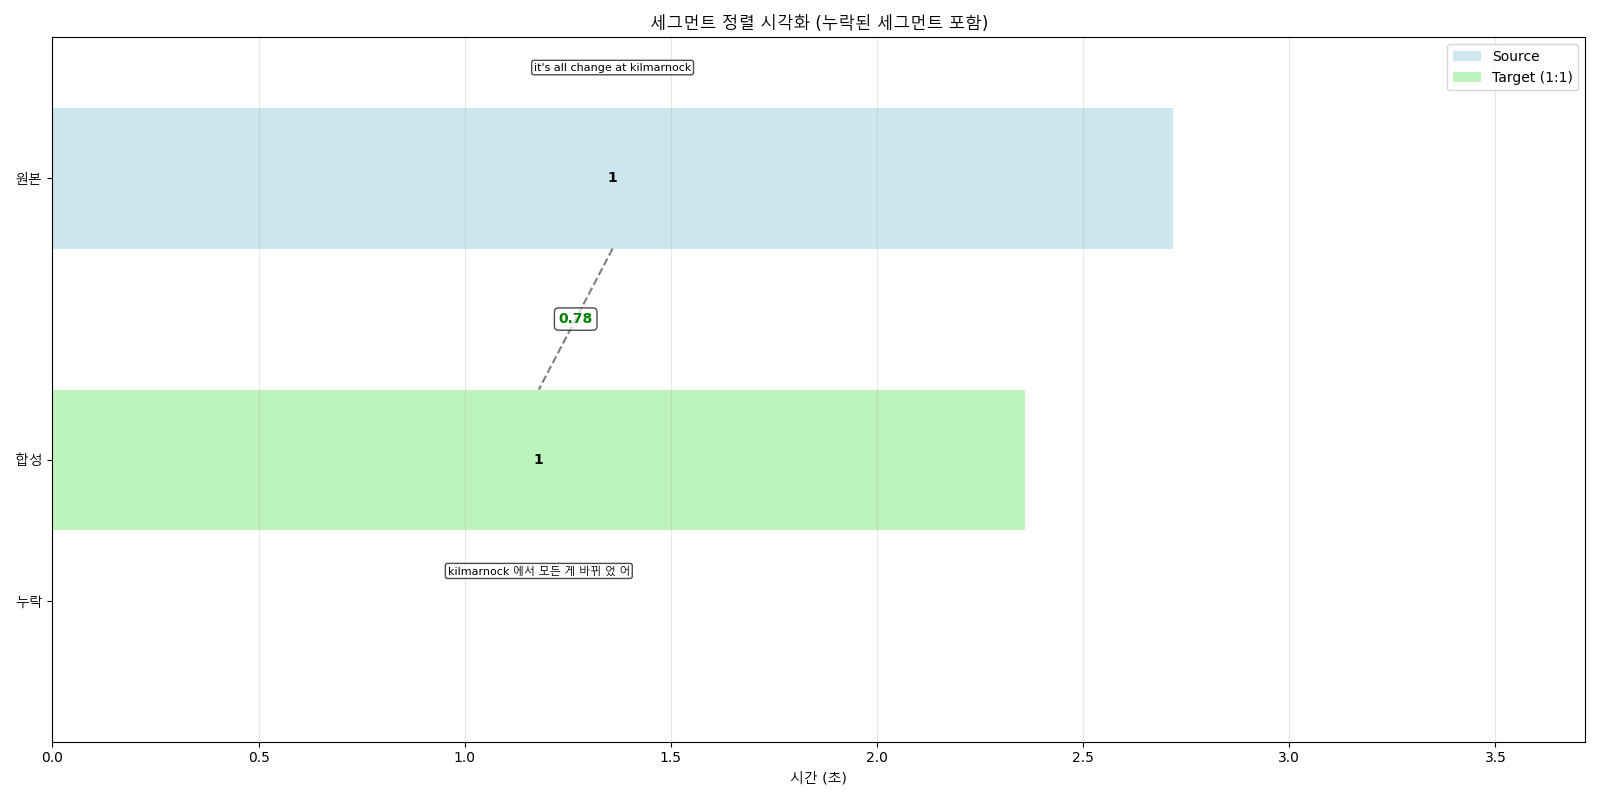 세그먼트 정렬 시각화 (누락된 세그먼트 포함)
it's all change at kilmarnock
Source
Target (1:1)
원본
1
0.78
합성
1
kilmarnock 에서 모든 게 바뀌 었 어
누락
0.0 0.5 1.0 1.5 2.0 2.5 3.0 3.5
시간 (초)